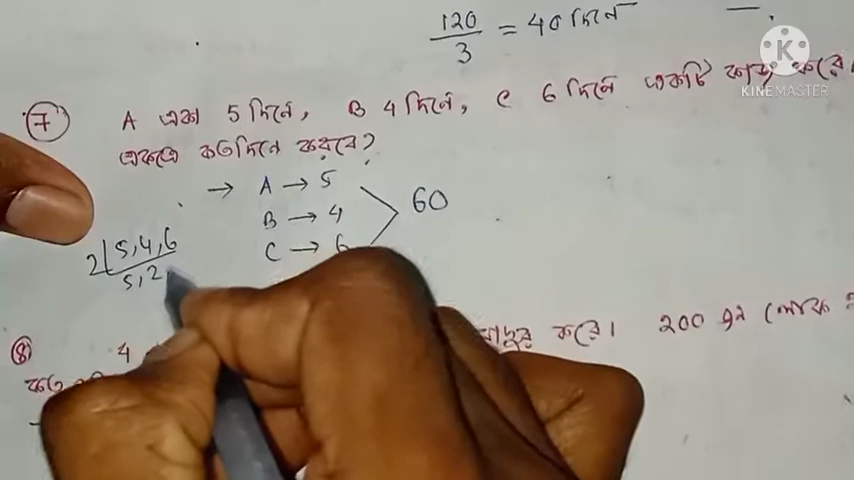 120
— = 40 দিনে
3
7 A একা 5 দিনে, B 4 দিনে, C 6 দিনে একটি কাজ করে।
একত্রে কতদিনে করবে?
→ A → 5
B → 4
C → 6
60
2 5, 4, 6
5, 2
8 4
করে। 200 জন লোক
KINEMASTER